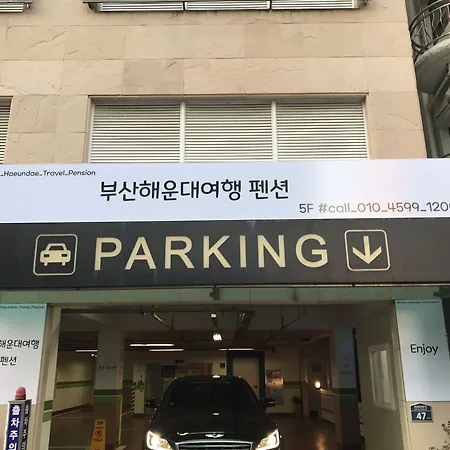 _Haeundae_Travel_Pension
부산해운대여행 펜션
5F #call_010_4599_1200
PARKING
해운대여행
펜션
Enjoy
출차주의
47